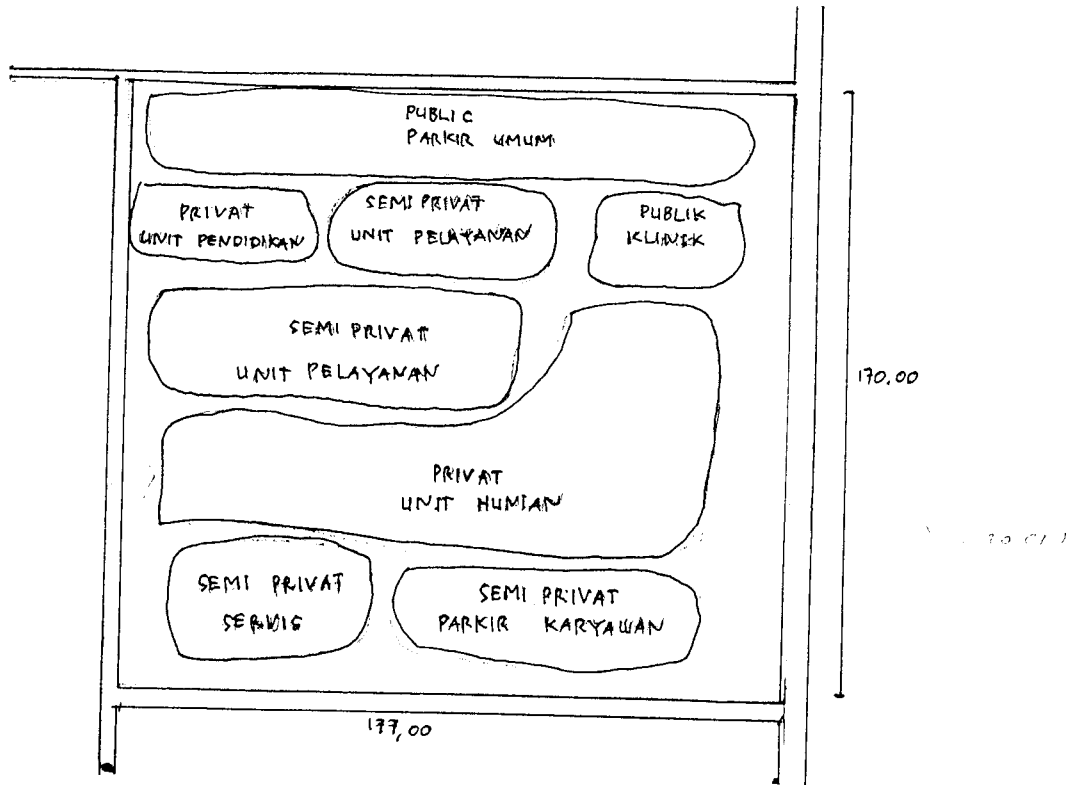 PUBLIC
PARKIR UMUM
PRIVAT
UNIT PENDIDIKAN
SEMI PRIVAT
UNIT PELAYANAN
PUBLIK
KLINIK
SEMI PRIVAT
UNIT PELAYANAN
170.00
PRIVAT
UNIT HUNIAN
SEMI PRIVAT
SERVIS
SEMI PRIVAT
PARKIR KARYAWAN
177,00